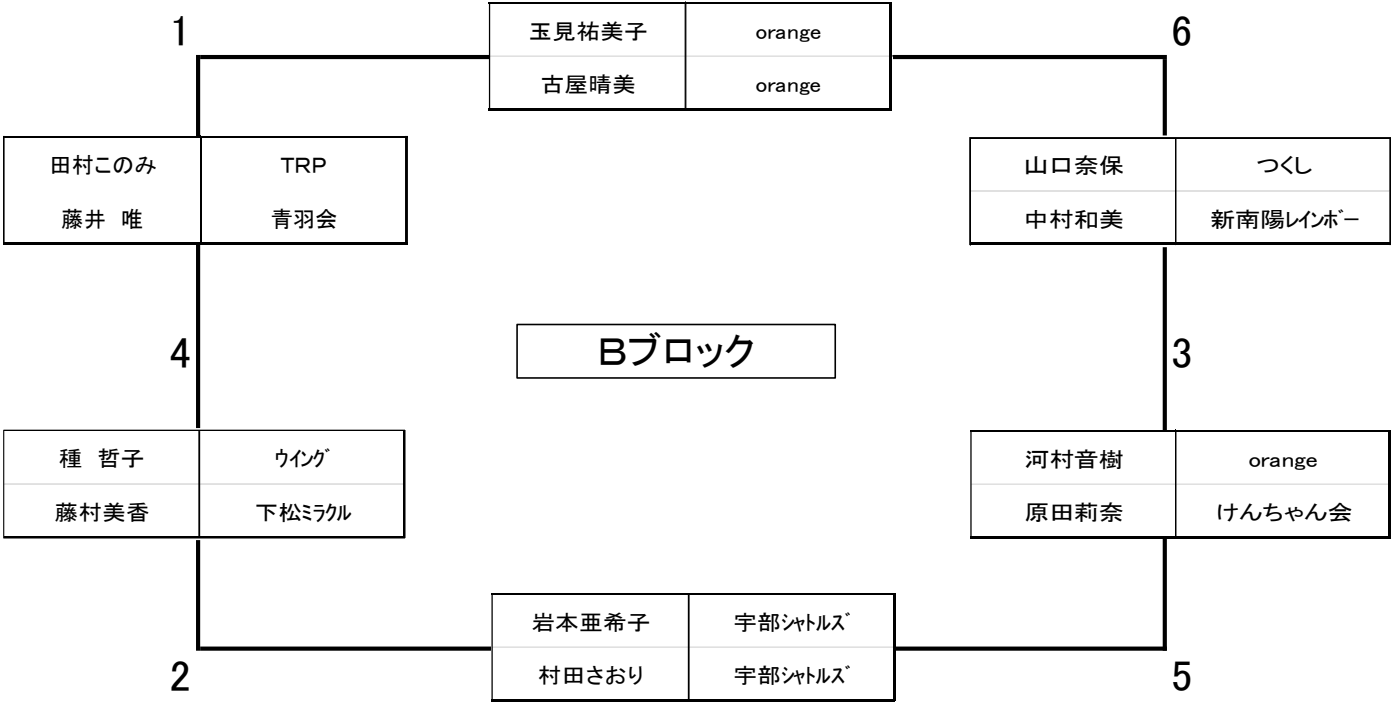 1
玉見祐美子 orange
6
古屋晴美 orange
田村このみ TRP
山口奈保 つくし
藤井 唯 青羽会
中村和美 新南陽ﾚｲﾝﾎﾞｰ
4
Bブロック
3
種 哲子 ｳｲﾝｸﾞ
河村音樹 orange
藤村美香 下松ﾐﾗｸﾙ
原田莉奈 けんちゃん会
岩本亜希子 宇部ｼｬﾄﾙｽﾞ
2
村田さおり 宇部ｼｬﾄﾙｽﾞ
5